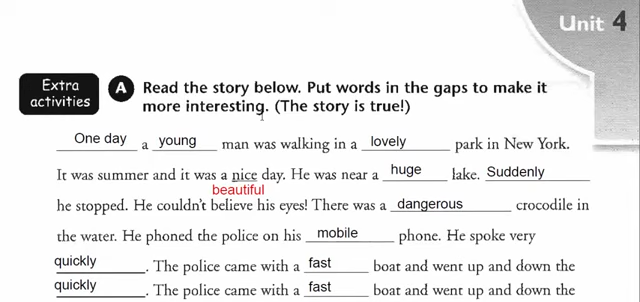 Unit 4
Extra activities
A Read the story below. Put words in the gaps to make it
more interesting. (The story is true!)
One day a young man was walking in a lovely park in New York.
It was summer and it was a nice day. He was near a huge lake. Suddenly
beautiful
he stopped. He couldn't believe his eyes! There was a dangerous crocodile in
the water. He phoned the police on his mobile phone. He spoke very
quickly. The police came with a fast boat and went up and down the
quickly. The police came with a fast boat and went up and down the